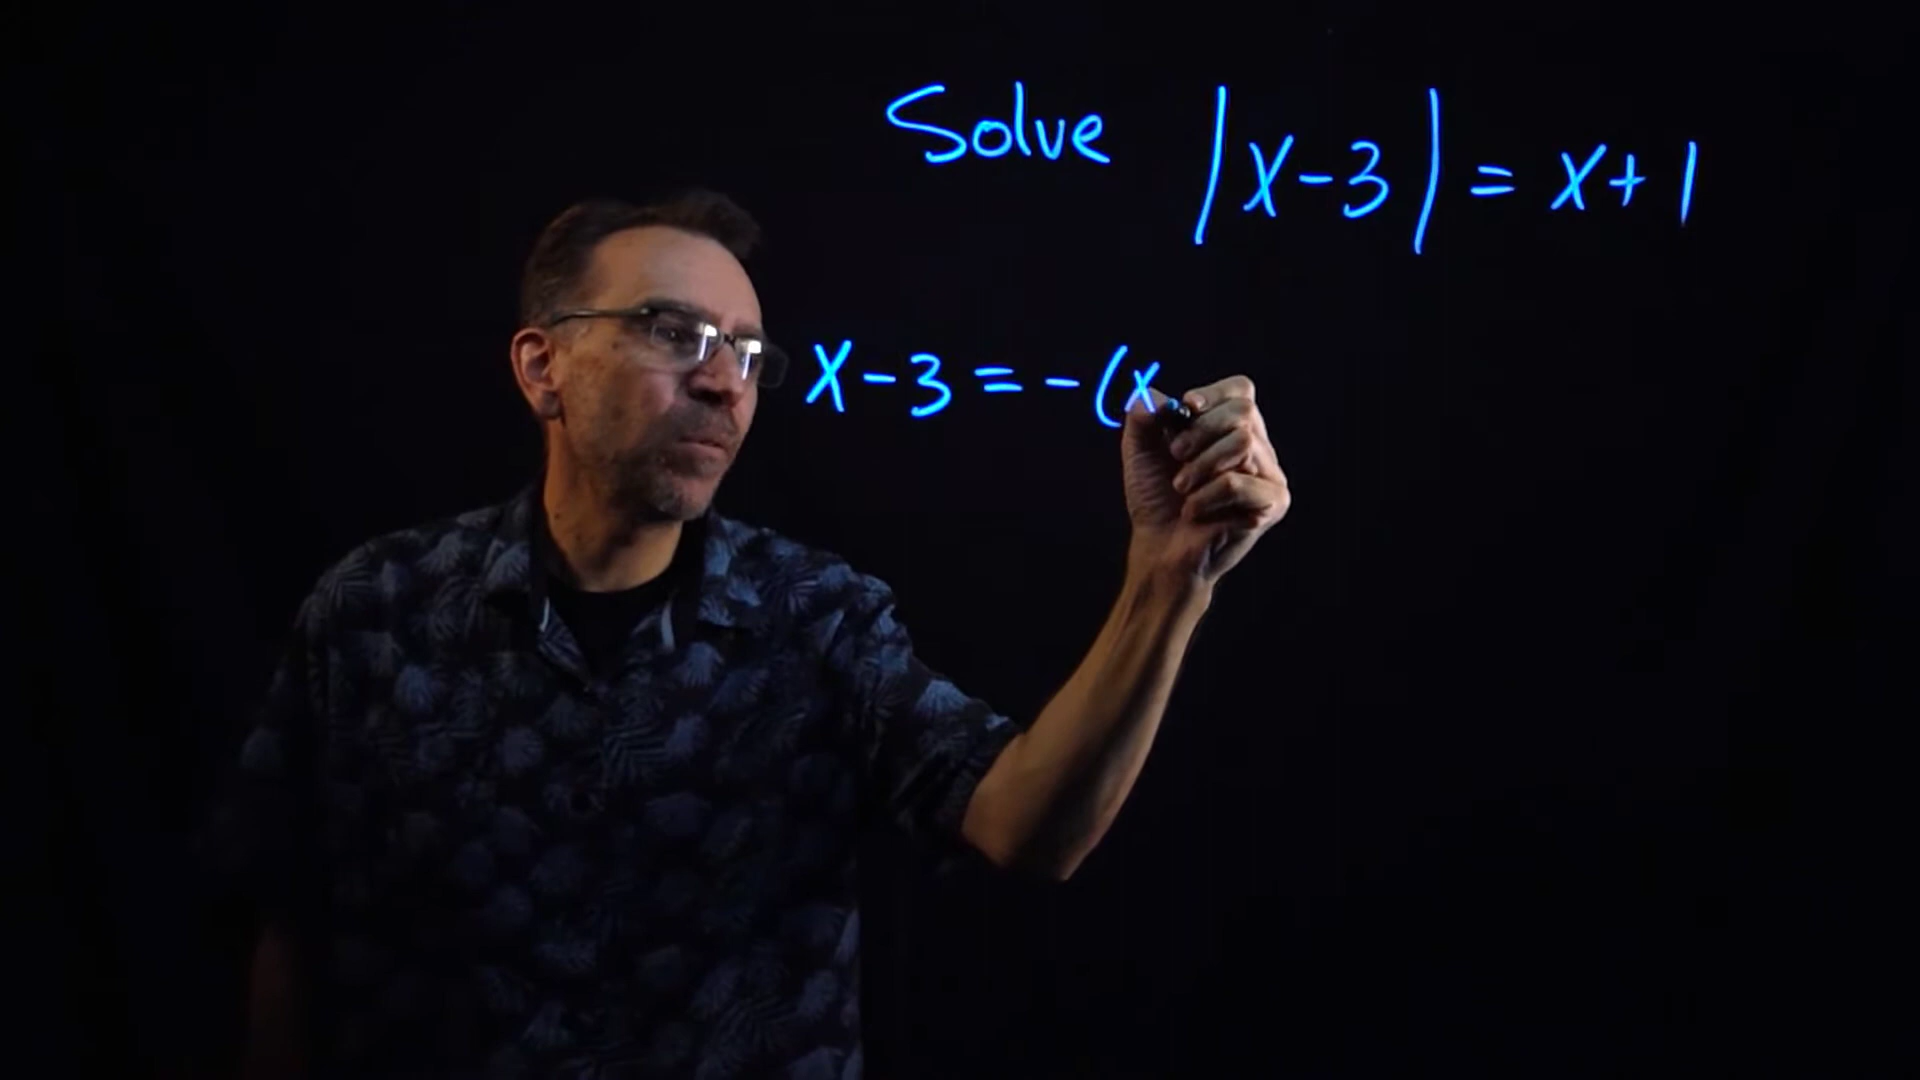 Solve |x-3| = x+1
x-3 = -(x